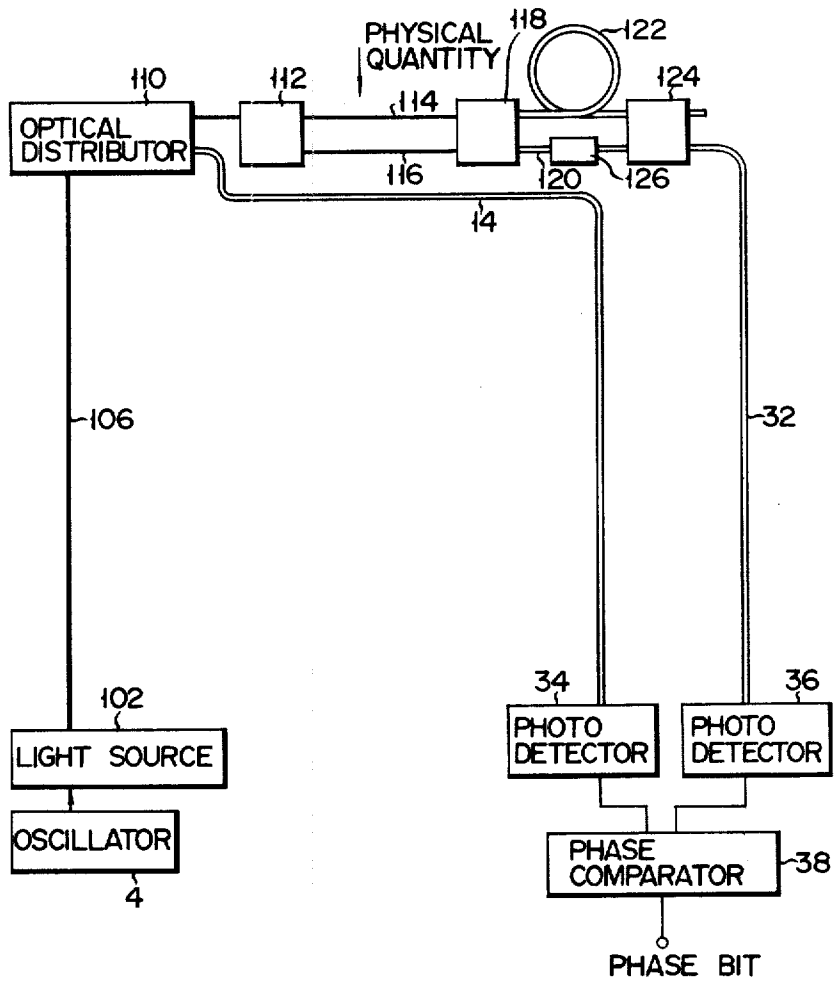 PHYSICAL
QUANTITY
118
122
110
112
114
124
OPTICAL
DISTRIBUTOR
116
120
126
14
106
32
102
34
36
LIGHT SOURCE
PHOTO
DETECTOR
PHOTO
DETECTOR
OSCILLATOR
4
PHASE
COMPARATOR
38
PHASE BIT